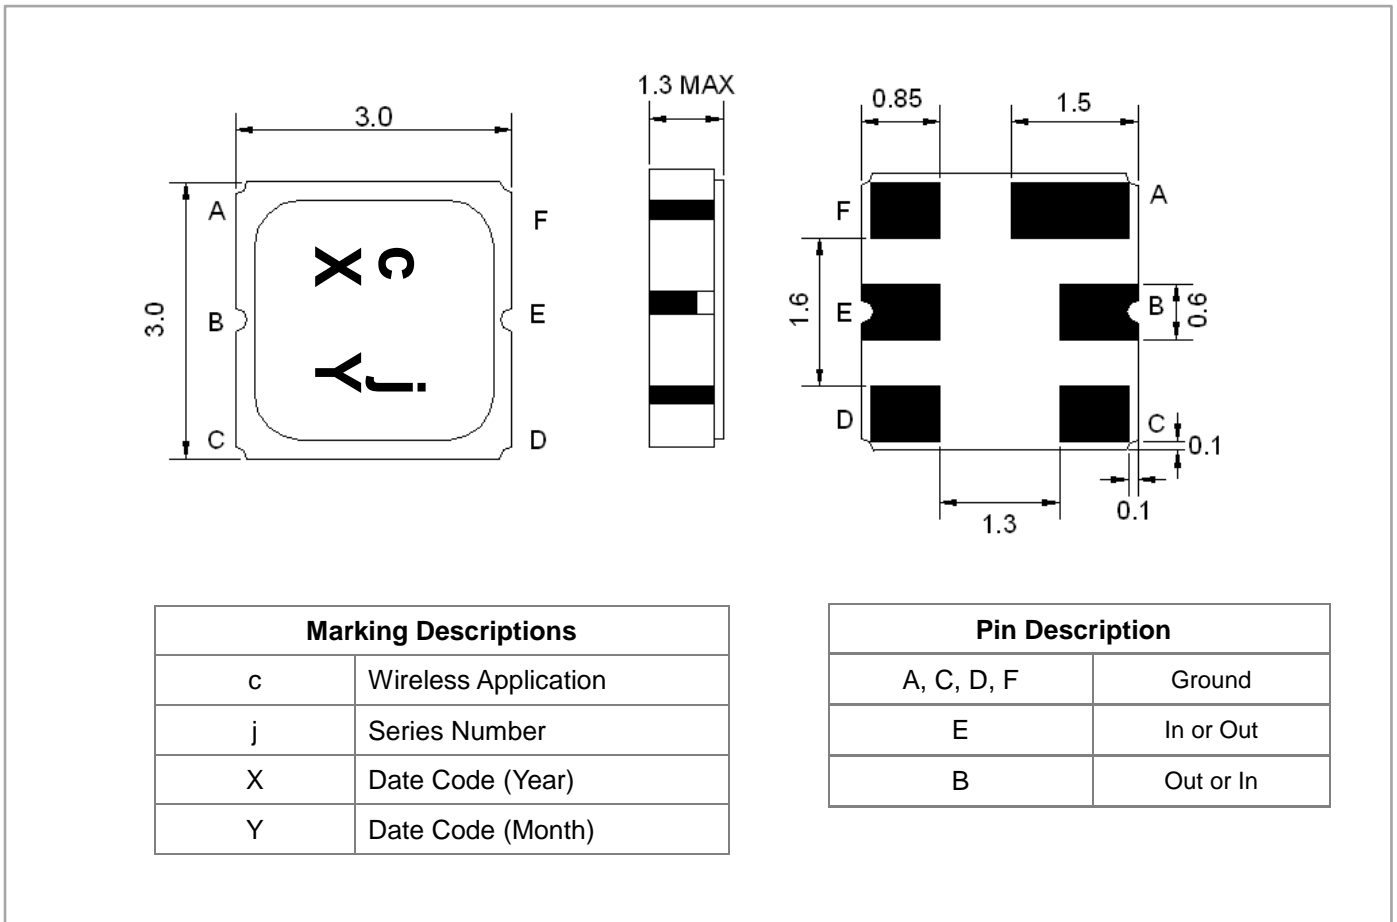 1.3 MAX
3.0
0.85
1.5
A
F
F
A
c
X
3.0
B
E
1.6
E
B
0.6
Y
j
C
D
D
C
0.1
0.1
1.3
Marking Descriptions
c Wireless Application
j Series Number
X Date Code (Year)
Y Date Code (Month)
Pin Description
A, C, D, F Ground
E In or Out
B Out or In